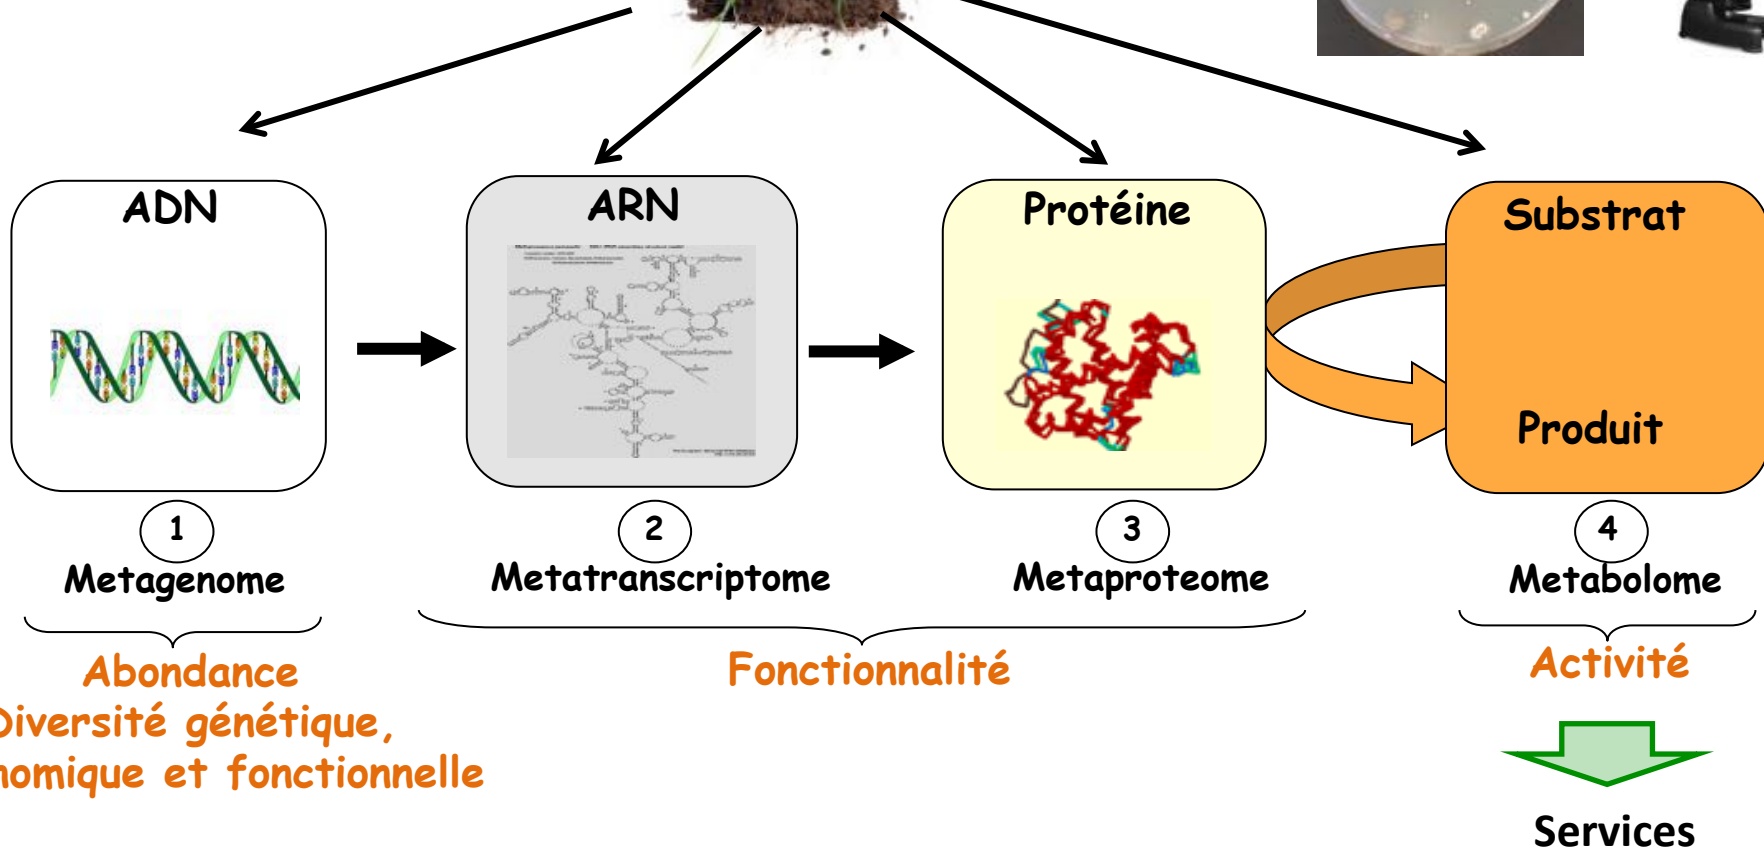 ADN
ARN
Protéine
Substrat
Produit
1
2
3
4
Metagenome
Metatranscriptome
Metaproteome
Metabolome
Abondance
Diversité génétique,
et fonctionnelle
Fonctionnalité
Activité
Services